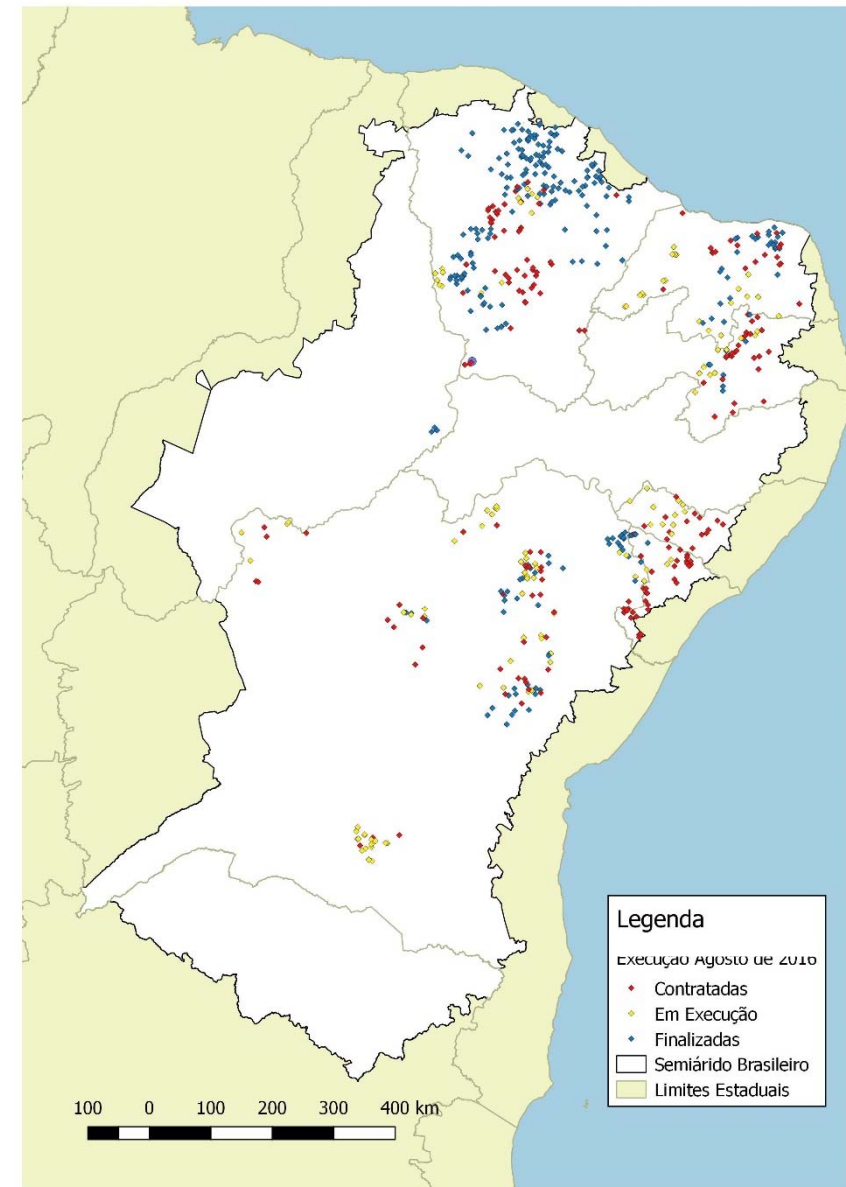 Legenda
Execução Agosto de 2016
Contratadas
Em Execução
Finalizadas
Semiárido Brasileiro
Limites Estaduais
100 0 100 200 300 400 km